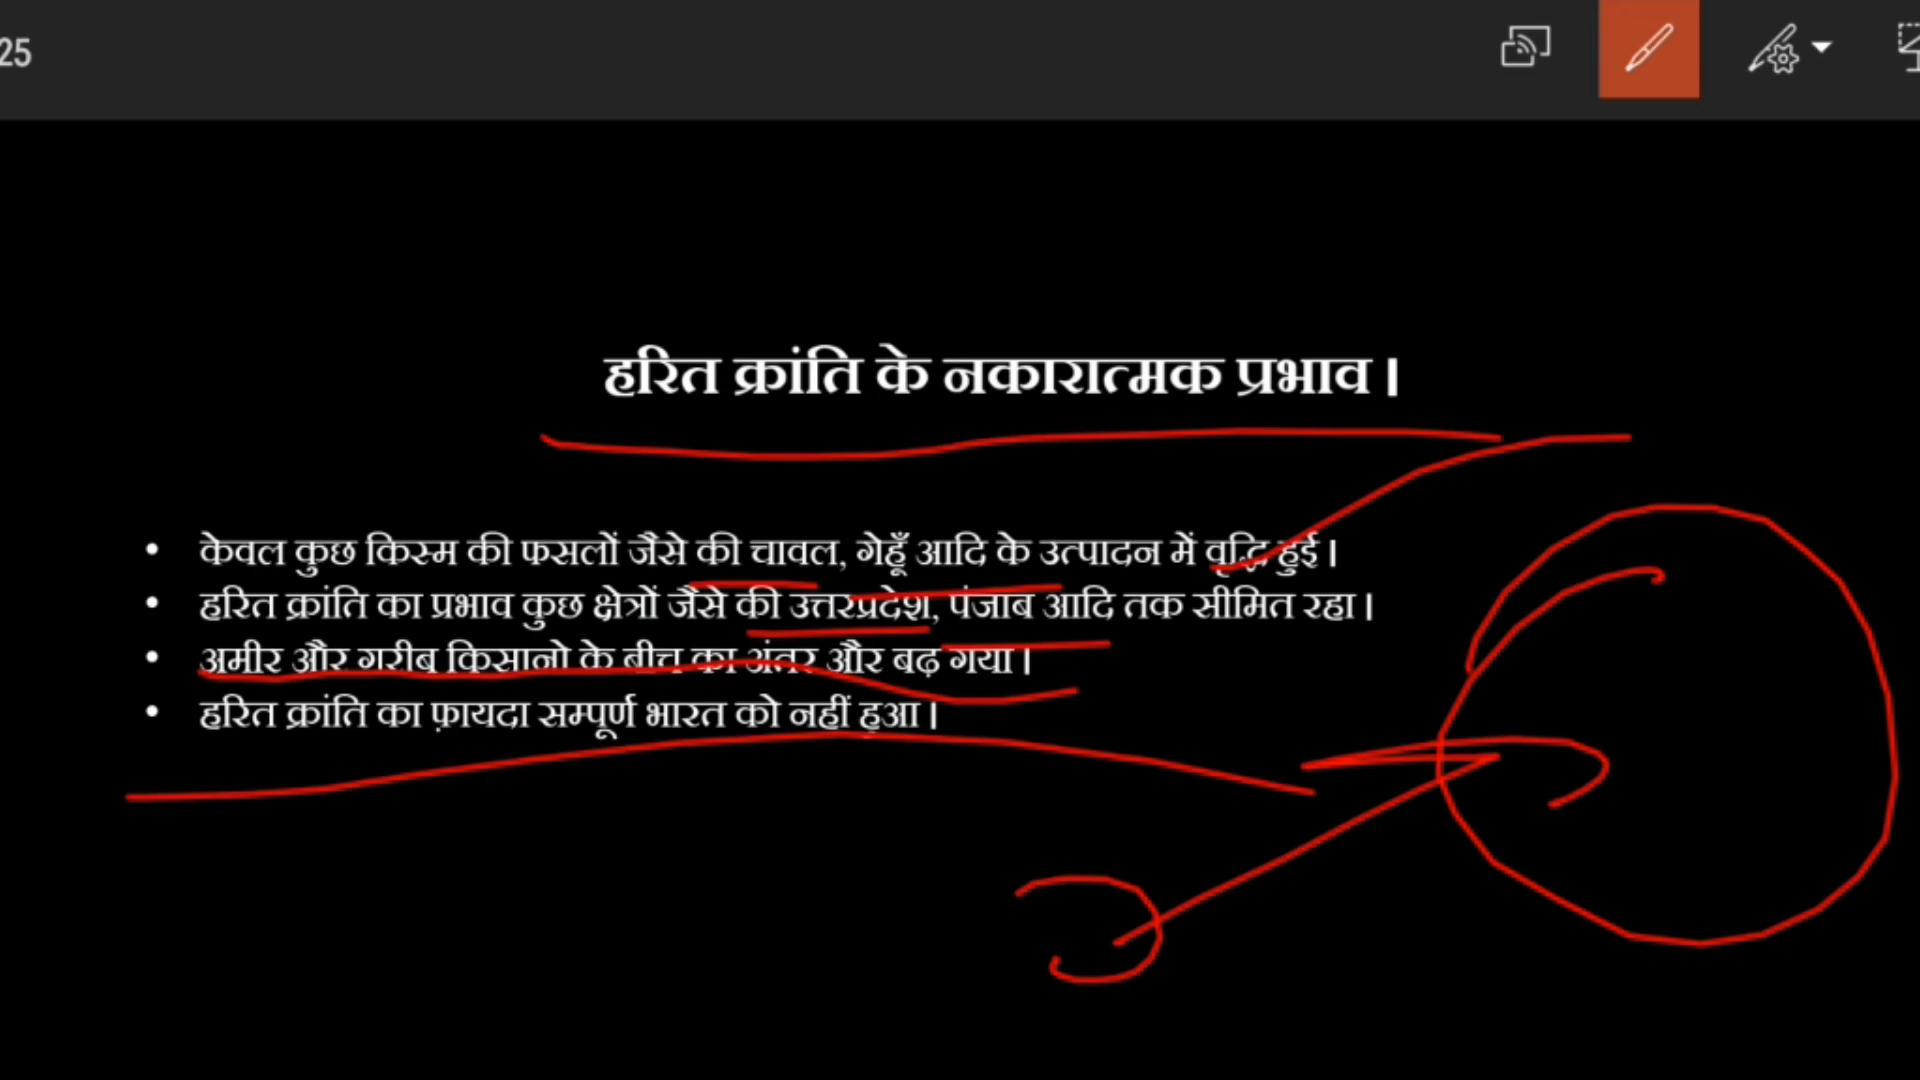 25
हरित क्रांति के नकारात्मक प्रभाव।
• केवल कुछ किस्म की फसलों जैसे की चावल, गेहूँ आदि के उत्पादन में वृद्धि हुई।
• हरित क्रांति का प्रभाव कुछ क्षेत्रों जैसे की उत्तरप्रदेश, पंजाब आदि तक सीमित रहा।
• अमीर और गरीब किसानो के बीच का अंतर और बढ़ गया।
• हरित क्रांति का फ़ायदा सम्पूर्ण भारत को नहीं हुआ।